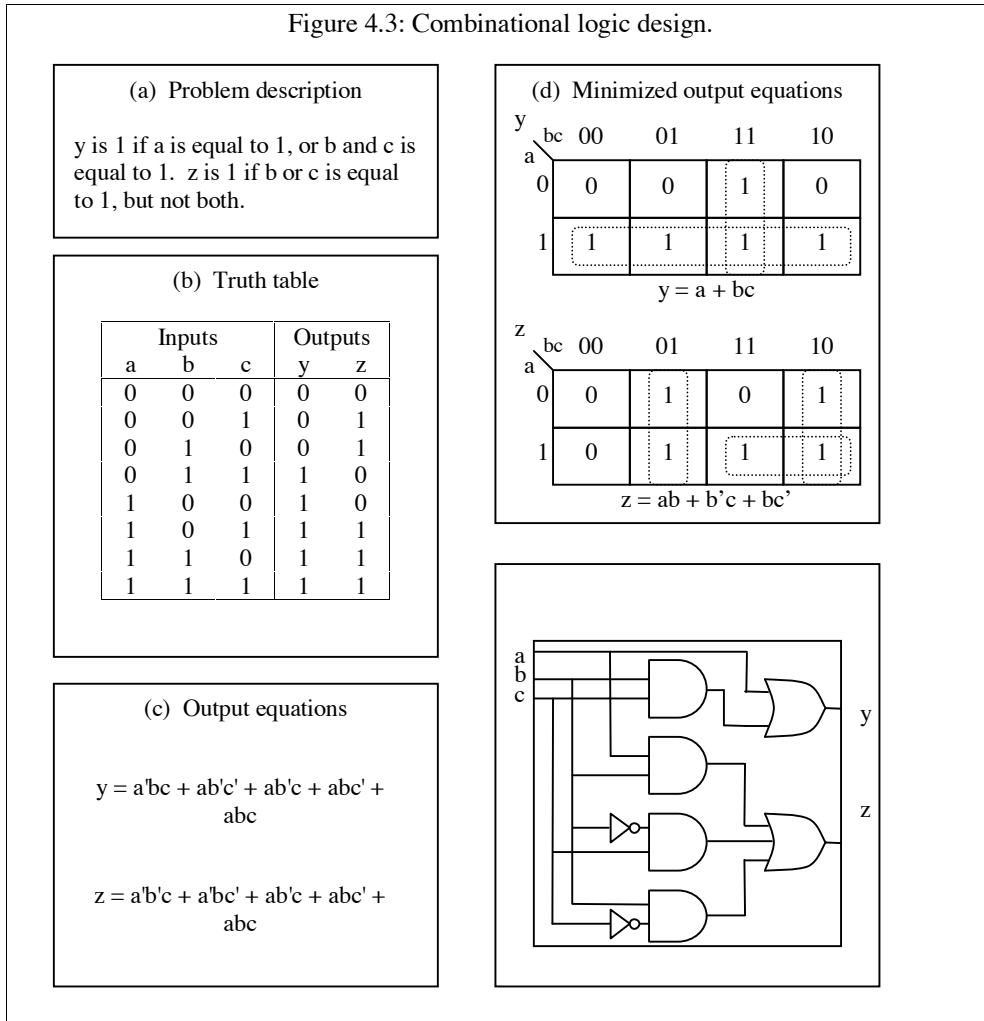 Figure 4.3: Combinational logic design.
(a) Problem description
y is 1 if a is equal to 1, or b and c is
equal to 1. z is 1 if b or c is equal
to 1, but not both.
(b) Truth table
Inputs Outputs
a b c y z
0 0 0 0 0
0 0 1 0 1
0 1 0 0 1
0 1 1 1 0
1 0 0 1 0
1 0 1 1 1
1 1 0 1 1
1 1 1 1 1
(c) Output equations
y = a'bc + ab'c' + ab'c + abc' +
abc
z = a'b'c + a'bc' + ab'c + abc' +
abc
(d) Minimized output equations
y
bc 00 01 11 10
a
0 0 0 1 0
1 1 1 1 1
y = a + bc
z
bc 00 01 11 10
a
0 0 1 0 1
1 0 1 1 1
z = ab + b’c + bc’
a
b
c
y
z